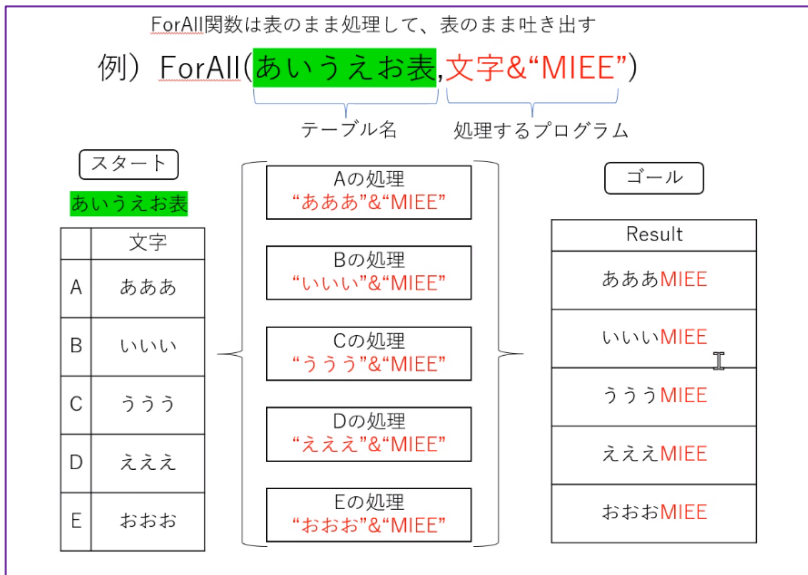 ForAll関数は表のまま処理して、表のまま吐き出す
例）ForAll(あいうえお表,文字&“MIEE”)
テーブル名
処理するプログラム
スタート
あいうえお表
文字
A あああ
B いいい
C ううう
D えええ
E おおお
Aの処理
“あああ”&“MIEE”
Bの処理
“いいい”&“MIEE”
Cの処理
“ううう”&“MIEE”
Dの処理
“えええ”&“MIEE”
Eの処理
“おおお”&“MIEE”
ゴール
Result
あああMIEE
いいいMIEE
うううMIEE
えええMIEE
おおおMIEE